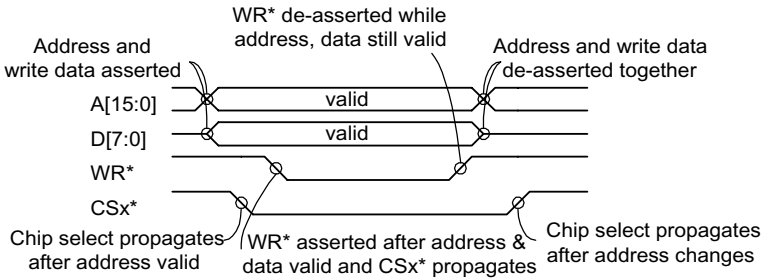 WR* de-asserted while
address, data still valid
Address and
write data asserted
Address and write data
de-asserted together
A[15:0]
valid
D[7:0]
valid
WR*
CSx*
Chip select propagates
after address valid
WR* asserted after address &
data valid and CSx* propagates
Chip select propagates
after address changes